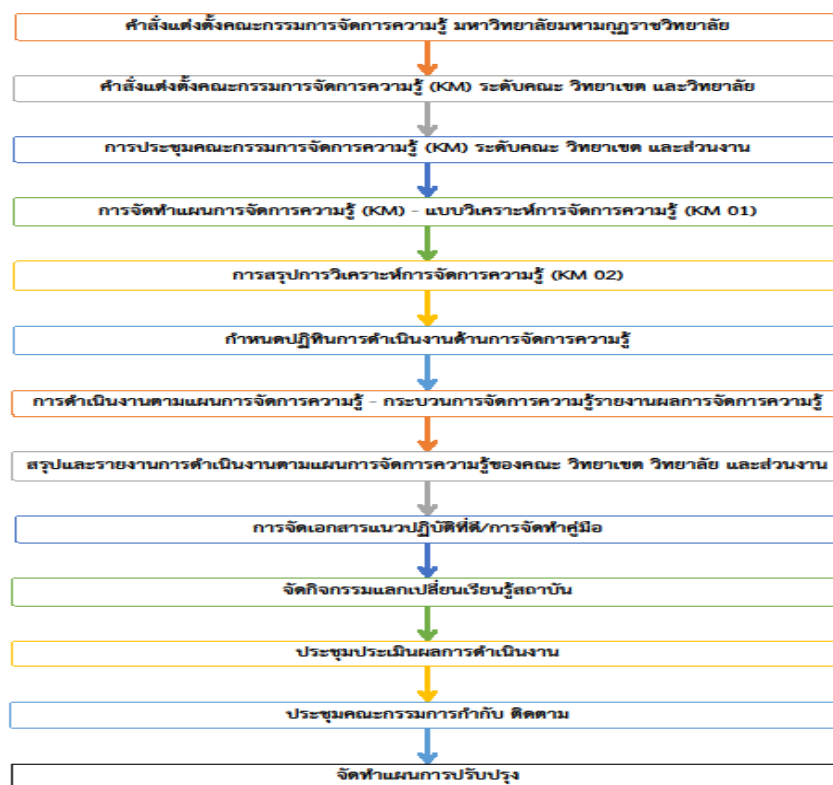 คำสั่งแต่งตั้งคณะกรรมการจัดการความรู้ มหาวิทยาลัยมหามกุฏราชวิทยาลัย
คำสั่งแต่งตั้งคณะกรรมการจัดการความรู้ (KM) ระดับคณะ วิทยาเขต และวิทยาลัย
การประชุมคณะกรรมการจัดการความรู้ (KM) ระดับคณะ วิทยาเขต และส่วนงาน
การจัดทำแผนการจัดการความรู้ (KM) - แบบวิเคราะห์การจัดการความรู้ (KM 01)
การสรุปการวิเคราะห์การจัดการความรู้ (KM 02)
กำหนดปฏิทินการดำเนินงานด้านการจัดการความรู้
การดำเนินงานตามแผนการจัดการความรู้ - กระบวนการจัดการความรู้รายงานผลการจัดการความรู้
สรุปและรายงานการดำเนินงานตามแผนการจัดการความรู้ของคณะ วิทยาเขต วิทยาลัย และส่วนงาน
การจัดเอกสารแนวปฏิบัติที่ดี/การจัดทำคู่มือ
จัดกิจกรรมแลกเปลี่ยนเรียนรู้สถาบัน
ประชุมประเมินผลการดำเนินงาน
ประชุมคณะกรรมการกำกับ ติดตาม
จัดทำแผนการปรับปรุง